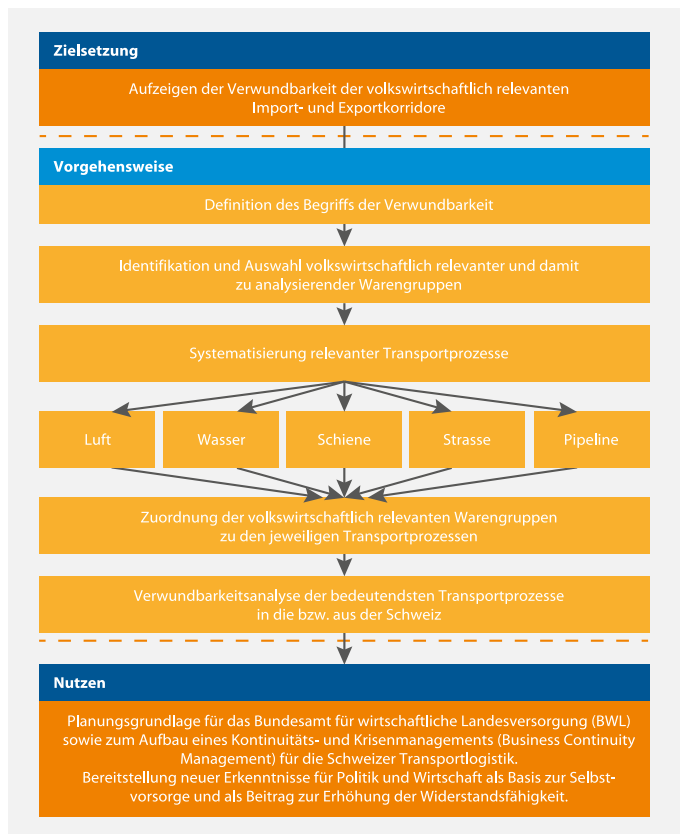 Zielsetzung
Aufzeigen der Verwundbarkeit der volkswirtschaftlich relevanten
Import- und Exportkorridore
Vorgehensweise
Definition des Begriffs der Verwundbarkeit
Identifikation und Auswahl volkswirtschaftlich relevanter und damit
zu analysierender Warengruppen
Systematisierung relevanter Transportprozesse
Luft
Wasser
Schiene
Strasse
Pipeline
Zuordnung der volkswirtschaftlich relevanten Warengruppen
zu den jeweiligen Transportprozessen
Verwundbarkeitsanalyse der bedeutendsten Transportprozesse
in die bzw. aus der Schweiz
Nutzen
Planungsgrundlage für das Bundesamt für wirtschaftliche Landesversorgung (BWL)
sowie zum Aufbau eines Kontinuitäts- und Krisenmanagements (Business Continuity
Management) für die Schweizer Transportlogistik.
Bereitstellung neuer Erkenntnisse für Politik und Wirtschaft als Basis zur Selbst-
vorsorge und als Beitrag zur Erhöhung der Widerstandsfähigkeit.